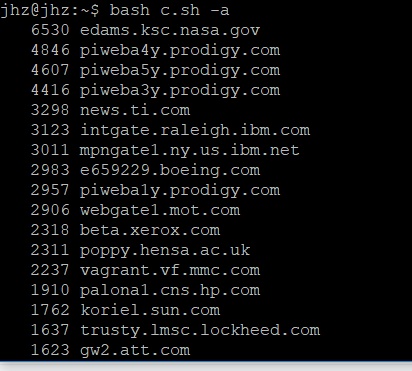 jhz@jhz:~$ bash c.sh -a
6530 edams.ksc.nasa.gov
4846 piweba4y.prodigy.com
4607 piweba5y.prodigy.com
4416 piweba3y.prodigy.com
3298 news.ti.com
3123 intgate.raleigh.ibm.com
3011 mpngate1.ny.us.ibm.net
2983 e659229.boeing.com
2957 piweba1y.prodigy.com
2906 webgate1.mot.com
2318 beta.xerox.com
2311 poppy.hensa.ac.uk
2237 vagrant.vf.mmc.com
1910 palona1.cns.hp.com
1762 koriel.sun.com
1637 trusty.lmsc.lockheed.com
1623 gw2.att.com